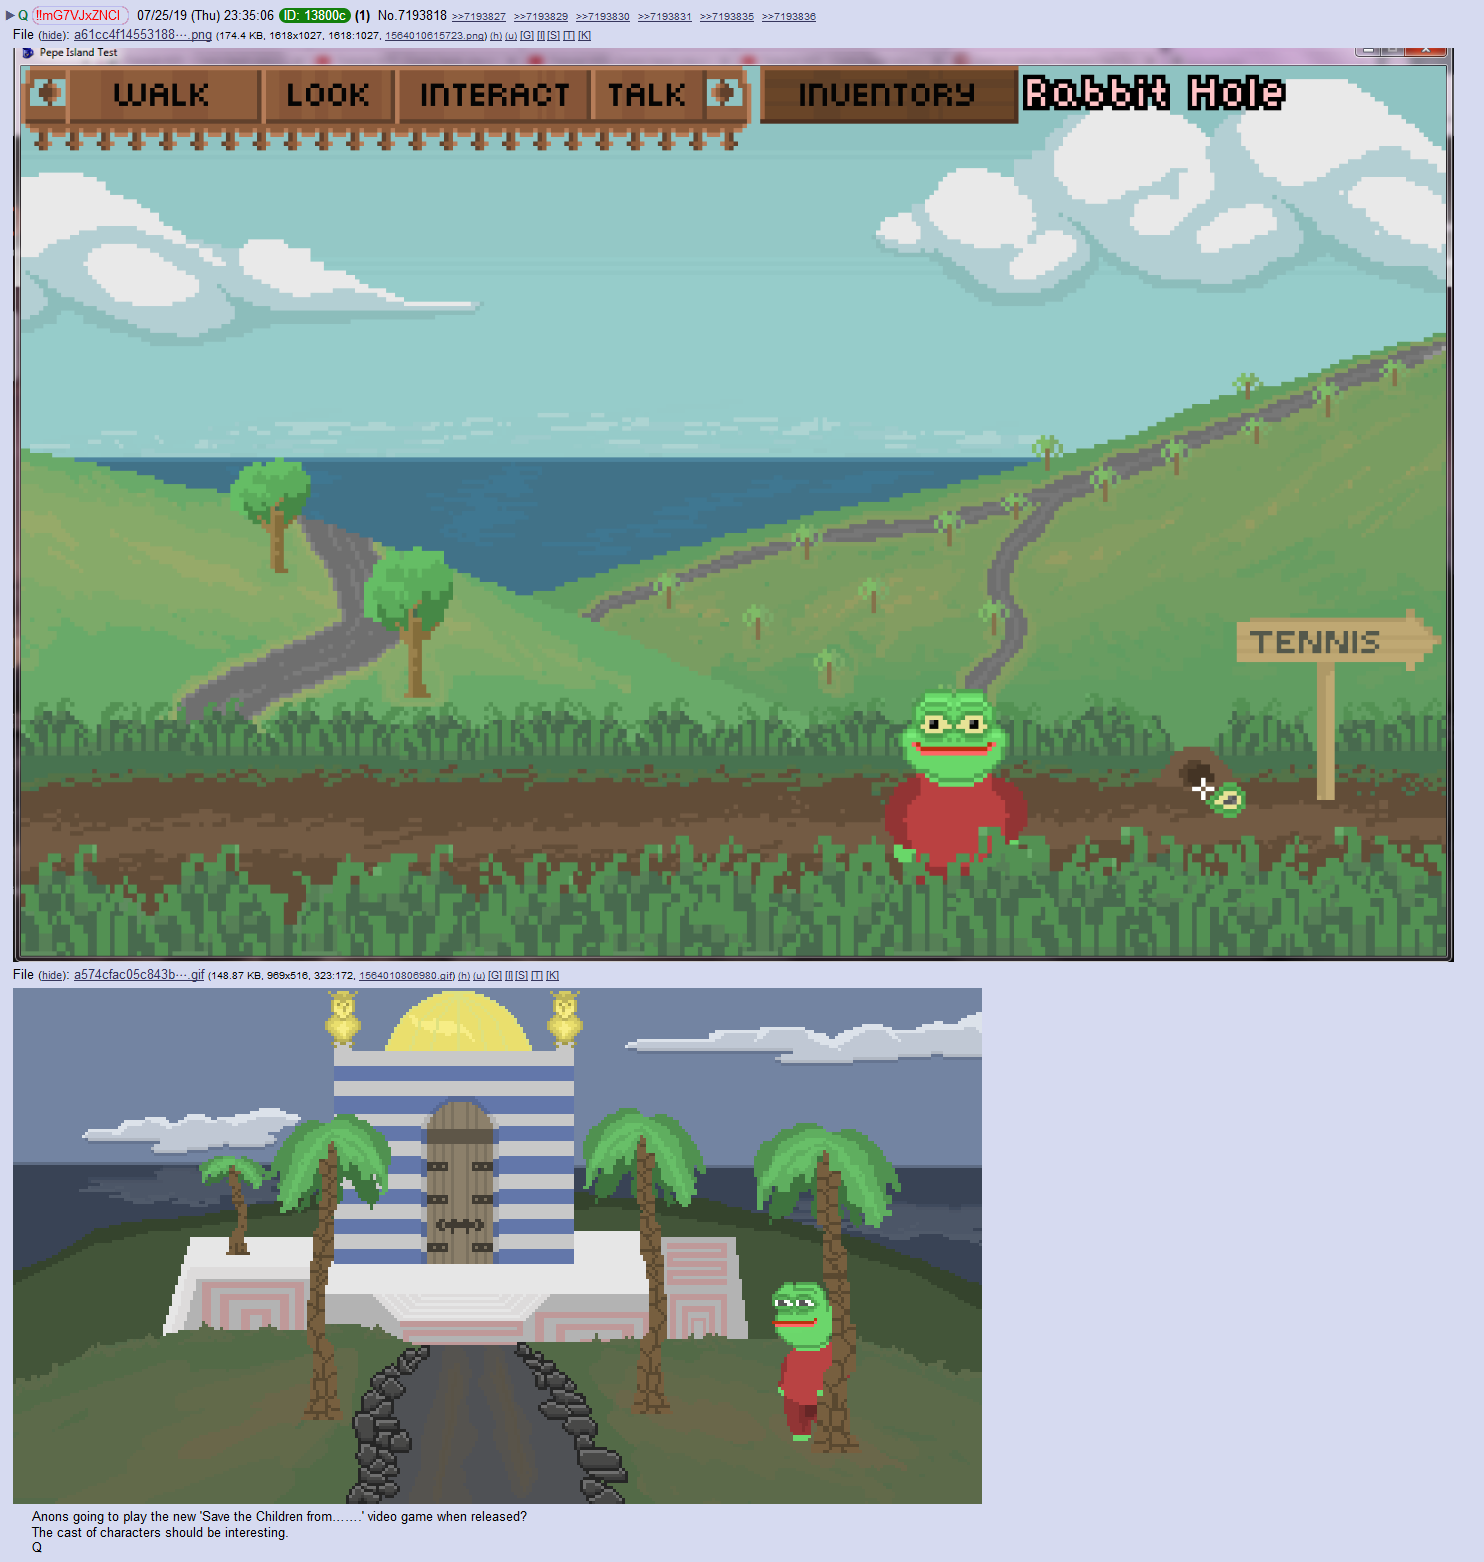 Q !!mG7VJxZNCI 07/25/19 (Thu) 23:35:06 ID: 13800c (1) No.7193818 >>7193827 >>7193829 >>7193830 >>7193831 >>7193835 >>7193836
File (hide): a61cc4f14553188···.png (174.4 KB, 1618x1027, 1618:1027, 1564010615723.png) (h) (u) [G] [I] [S] [T] [K]
Pepe Island Test
WALK LOOK INTERACT TALK INVENTORY Rabbit Hole
TENNIS
File (hide): a574cfac05c843b···.gif (148.87 KB, 969x516, 323:172, 1564010806980.gif) (h) (u) [G] [I] [S] [T] [K]
Anons going to play the new 'Save the Children from…….' video game when released?
The cast of characters should be interesting.
Q